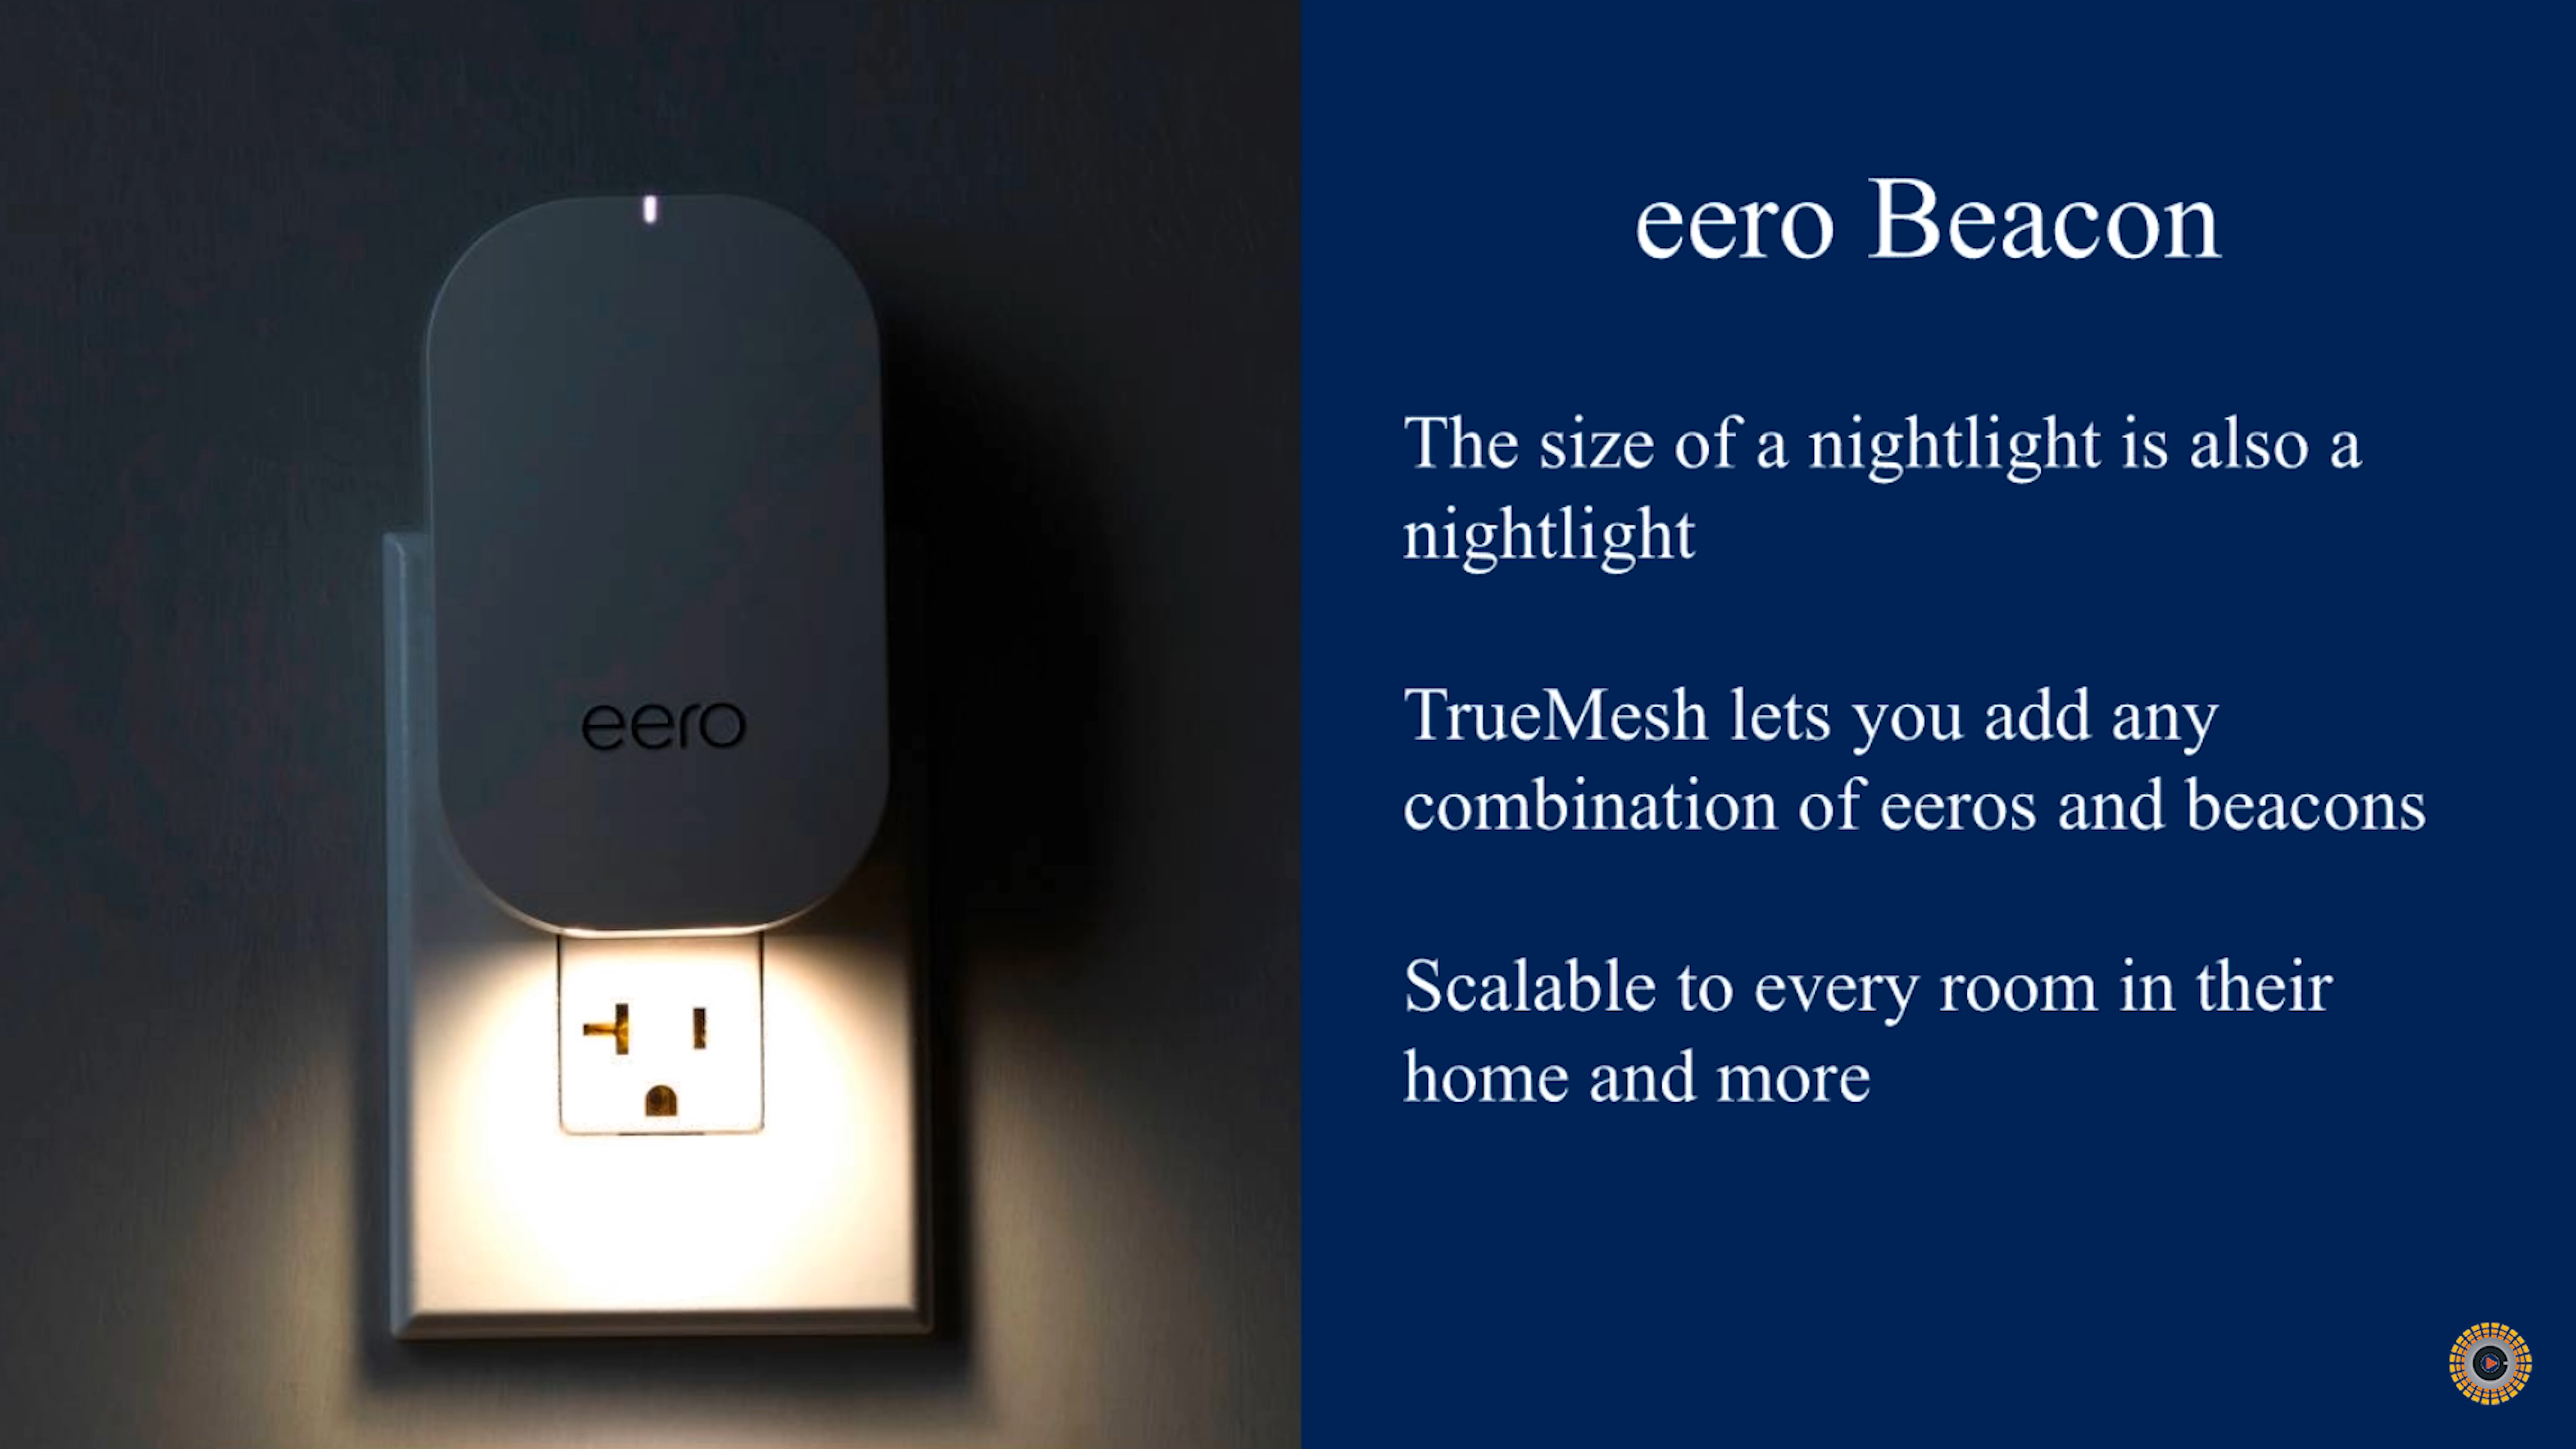 eero
eero Beacon
The size of a nightlight is also a
nightlight
TrueMesh lets you add any
combination of eeros and beacons
Scalable to every room in their
home and more